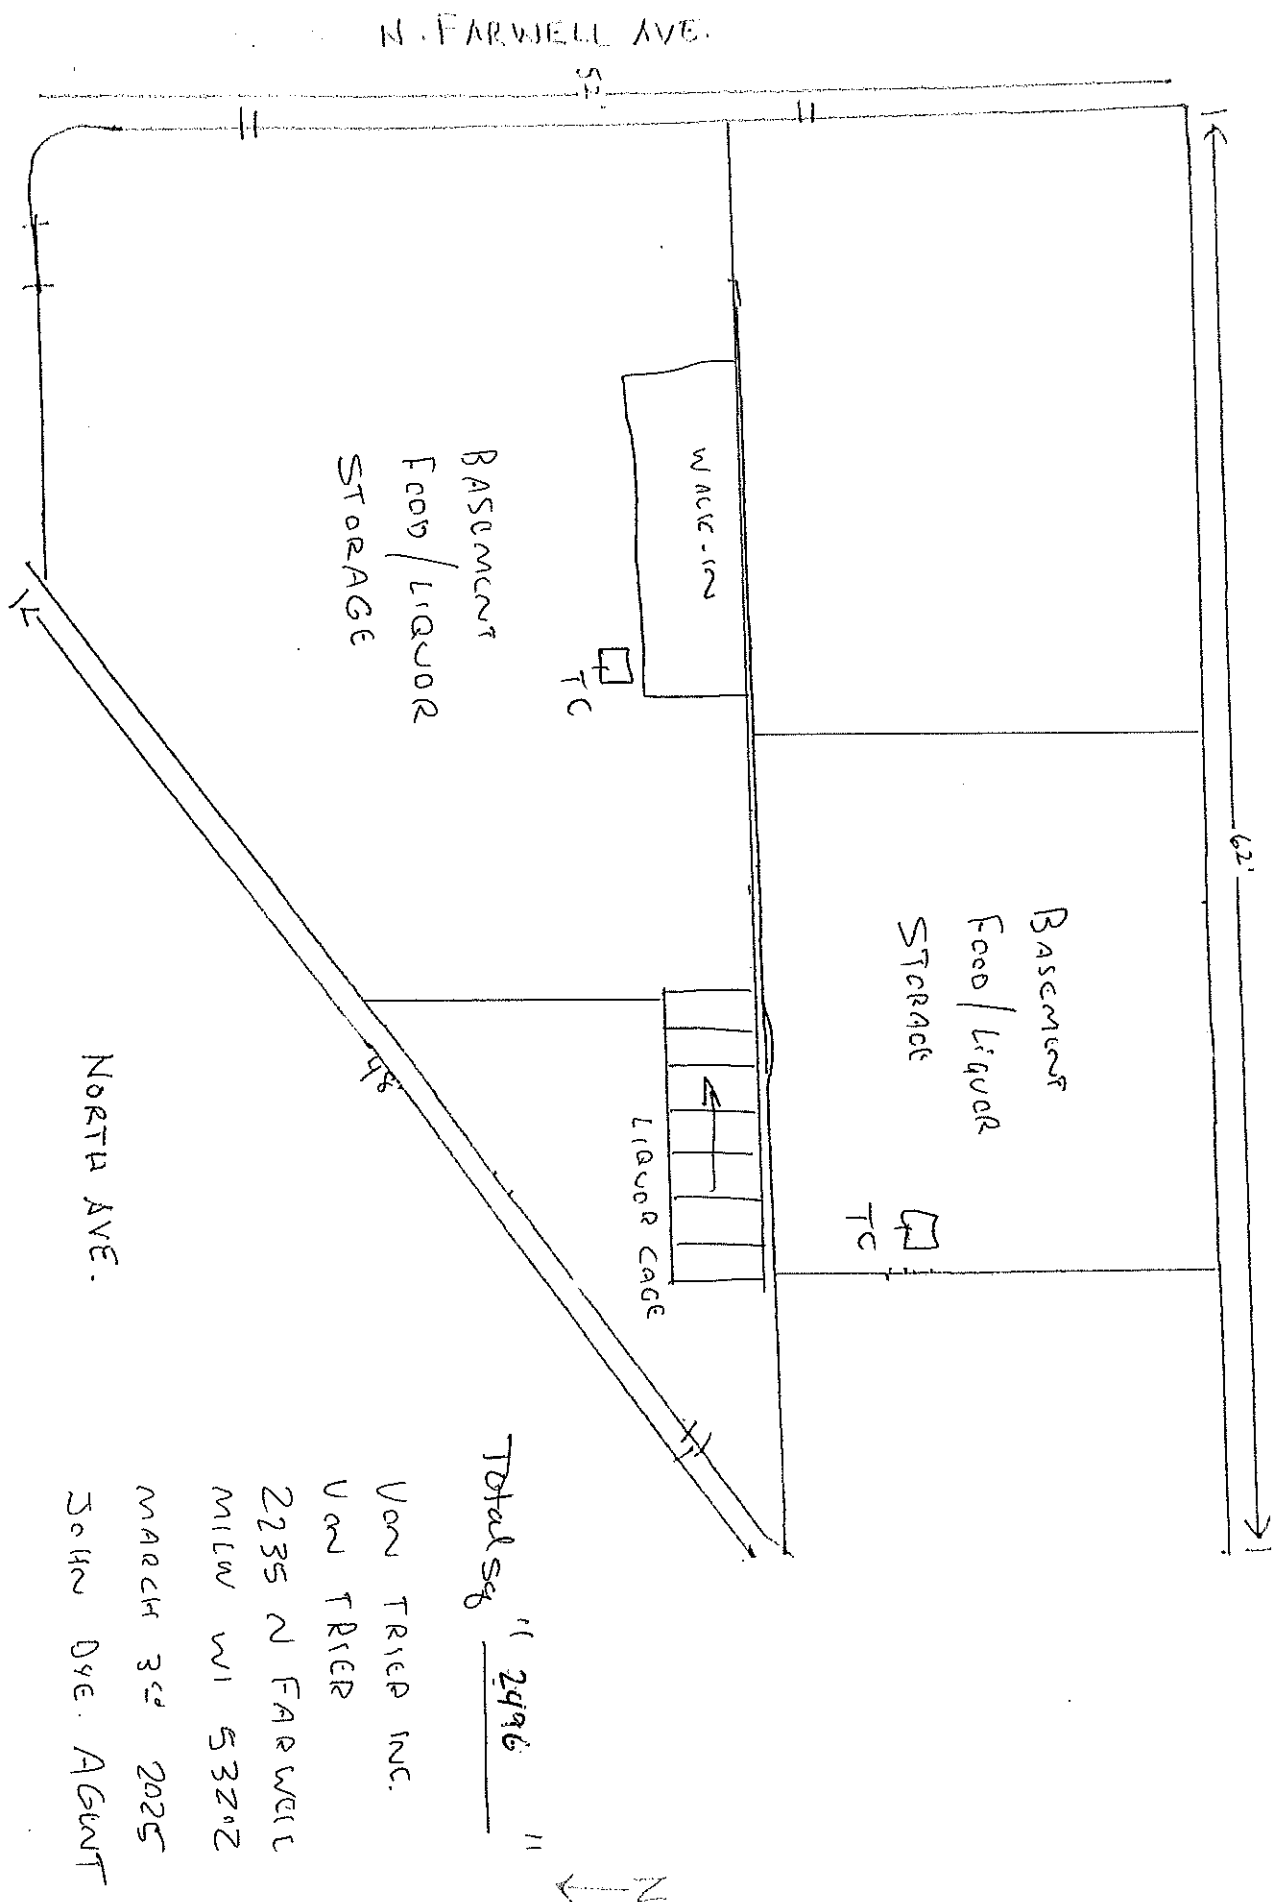 N. FARWELL AVE.
52'
62'
WALK-IN
BASEMENT
FOOD/LIQUOR
STORAGE
TC
BASEMENT
FOOD/LIQUOR
STORAGE
TC
LIQUOR CAGE
48'
NORTH AVE.
Total sq " 2496 "
VON TRIER INC.
VON TRIER
2235 N FARWELL
MILW WI 53202
MARCH 2025
JOHN DYE. AGENT
N